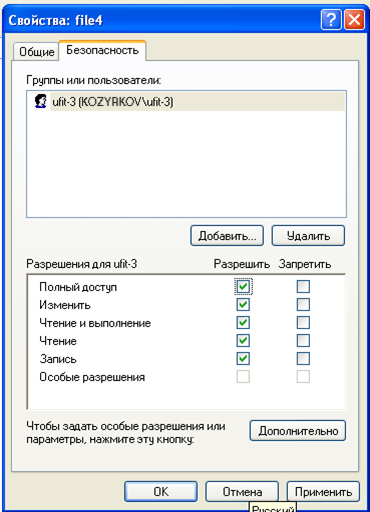 Свойства: file4
Общие
Безопасность
Группы или пользователи:
ufit-3 (KOZYAKOV\ufit-3)
Добавить...
Удалить
Разрешения для ufit-3
Разрешить
Запретить
Полный доступ
Изменить
Чтение и выполнение
Чтение
Запись
Особые разрешения
Чтобы задать особые разрешения или
параметры, нажмите эту кнопку:
Дополнительно
OK
Отмена
Применить
Русский